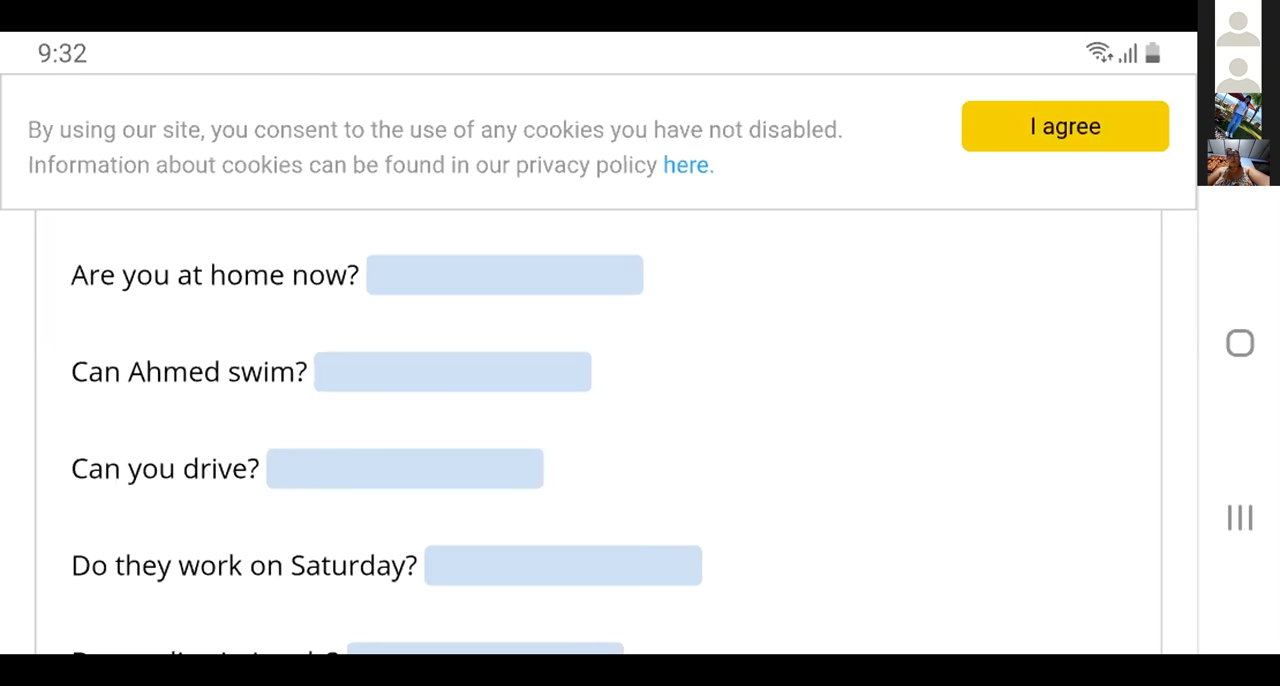 9:32
By using our site, you consent to the use of any cookies you have not disabled.
Information about cookies can be found in our privacy policy here.
I agree
Are you at home now?
Can Ahmed swim?
Can you drive?
Do they work on Saturday?